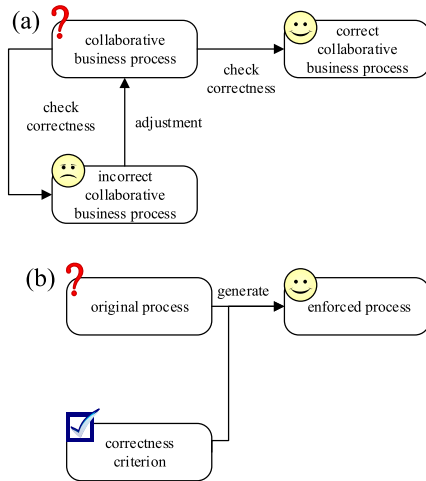 (a)
?
collaborative
business process
correct
collaborative
business process
check
correctness
check
correctness
adjustment
incorrect
collaborative
business process
(b)
?
original process
generate
enforced process
correctness
criterion